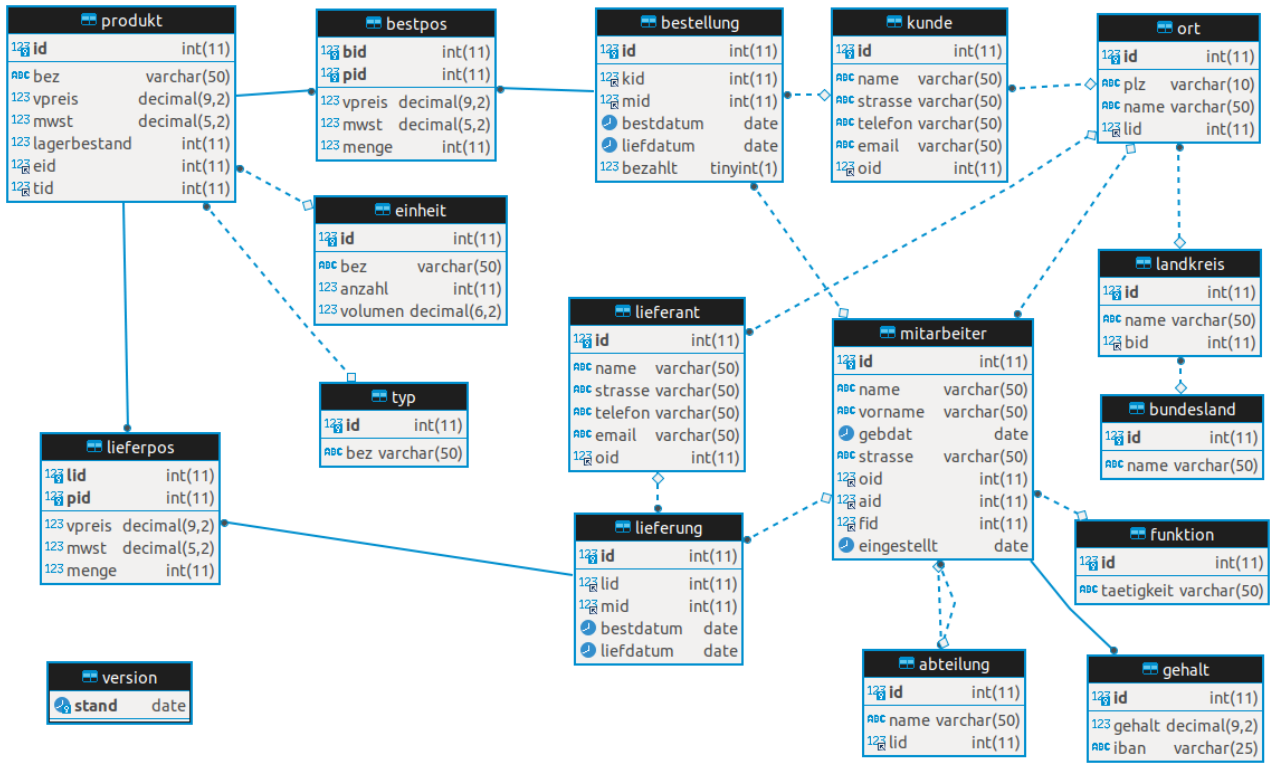 produkt
id int(11)
bez varchar(50)
vpreis decimal(9,2)
mwst decimal(5,2)
lagerbestand int(11)
eid int(11)
tid int(11)
bestpos
bid int(11)
pid int(11)
vpreis decimal(9,2)
mwst decimal(5,2)
menge int(11)
bestellung
id int(11)
kid int(11)
mid int(11)
bestdatum date
liefdatum date
bezahlt tinyint(1)
kunde
id int(11)
name varchar(50)
strasse varchar(50)
telefon varchar(50)
email varchar(50)
oid int(11)
ort
id int(11)
plz varchar(10)
name varchar(50)
lid int(11)
einheit
id int(11)
bez varchar(50)
anzahl int(11)
volumen decimal(6,2)
landkreis
id int(11)
name varchar(50)
bid int(11)
lieferant
id int(11)
name varchar(50)
strasse varchar(50)
telefon varchar(50)
email varchar(50)
oid int(11)
mitarbeiter
id int(11)
name varchar(50)
vorname varchar(50)
gebdat date
strasse varchar(50)
oid int(11)
aid int(11)
fid int(11)
eingestellt date
typ
id int(11)
bez varchar(50)
bundesland
id int(11)
name varchar(50)
lieferpos
lid int(11)
pid int(11)
vpreis decimal(9,2)
mwst decimal(5,2)
menge int(11)
lieferung
id int(11)
lid int(11)
mid int(11)
bestdatum date
liefdatum date
funktion
id int(11)
taetigkeit varchar(50)
version
stand date
abteilung
id int(11)
name varchar(50)
lid int(11)
gehalt
id int(11)
gehalt decimal(9,2)
iban varchar(25)